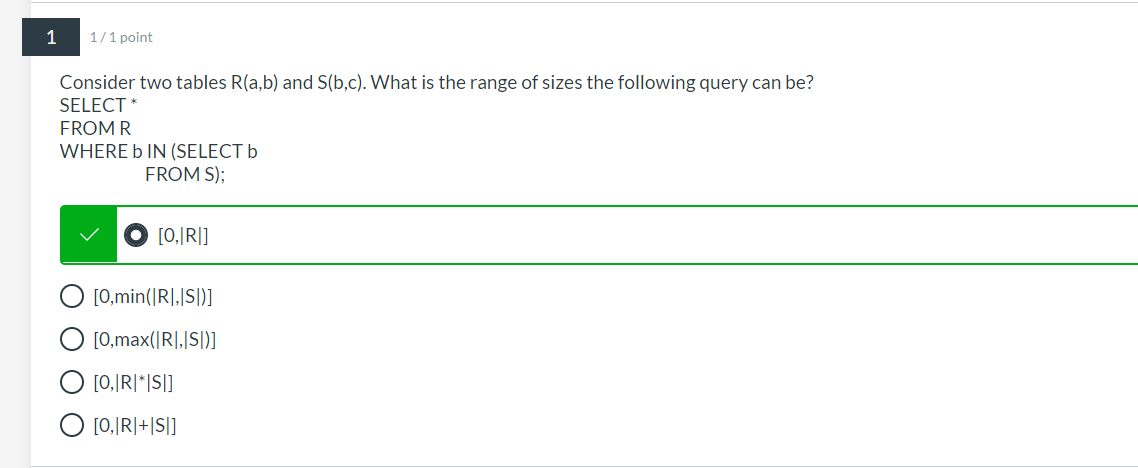 1
1 / 1 point
Consider two tables R(a,b) and S(b,c). What is the range of sizes the following query can be?
SELECT *
FROM R
WHERE b IN (SELECT b
FROM S);
[0,|R|]
[0,min(|R|,|S|)]
[0,max(|R|,|S|)]
[0,|R|*|S|]
[0,|R|+|S|]